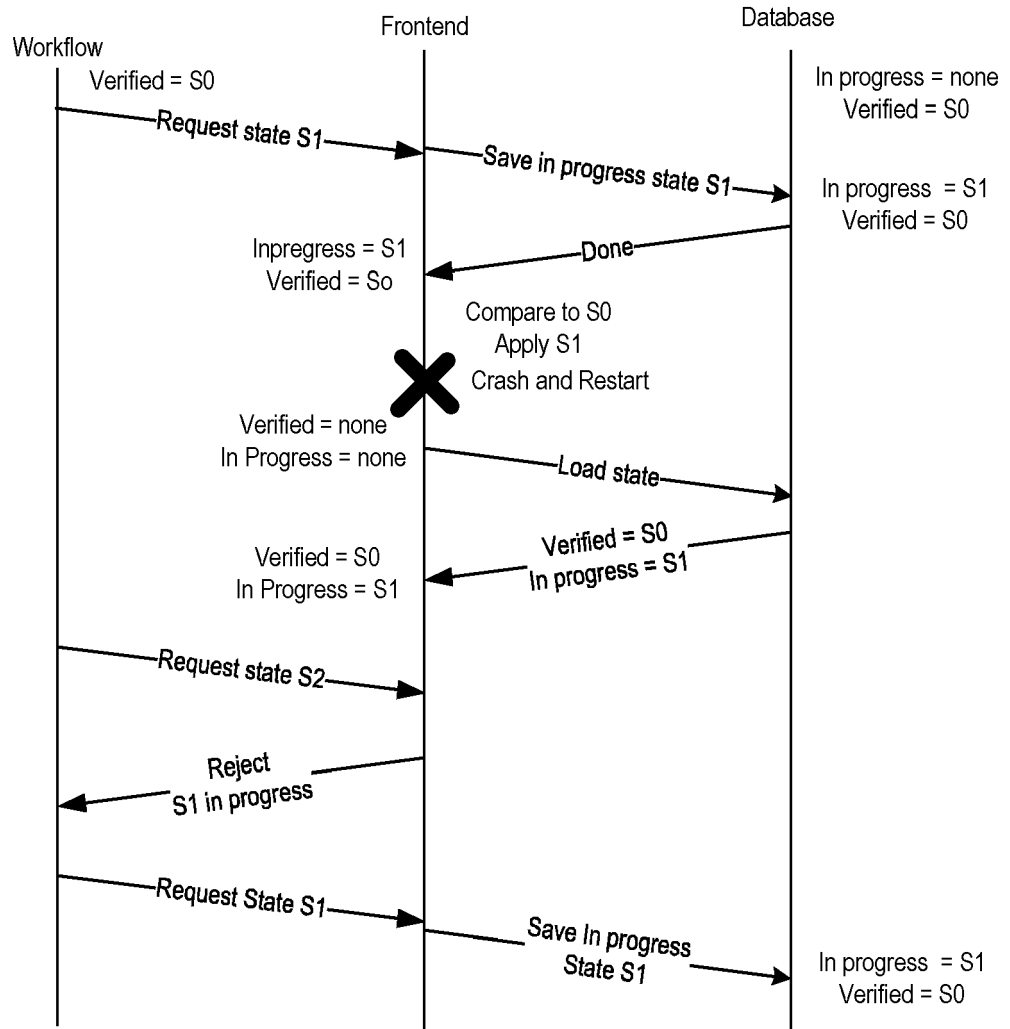 Workflow
Frontend
Database
Verified = S0
In progress = none
Verified = S0
Request state S1
Save in progress state S1
In progress = S1
Verified = S0
Done
Inpregress = S1
Verified = So
Compare to S0
Apply S1
Crash and Restart
Verified = none
In Progress = none
Load state
Verified = S0
In progress = S1
Verified = S0
In Progress = S1
Request state S2
Reject
S1 in progress
Request State S1
Save In progress
State S1
In progress = S1
Verified = S0